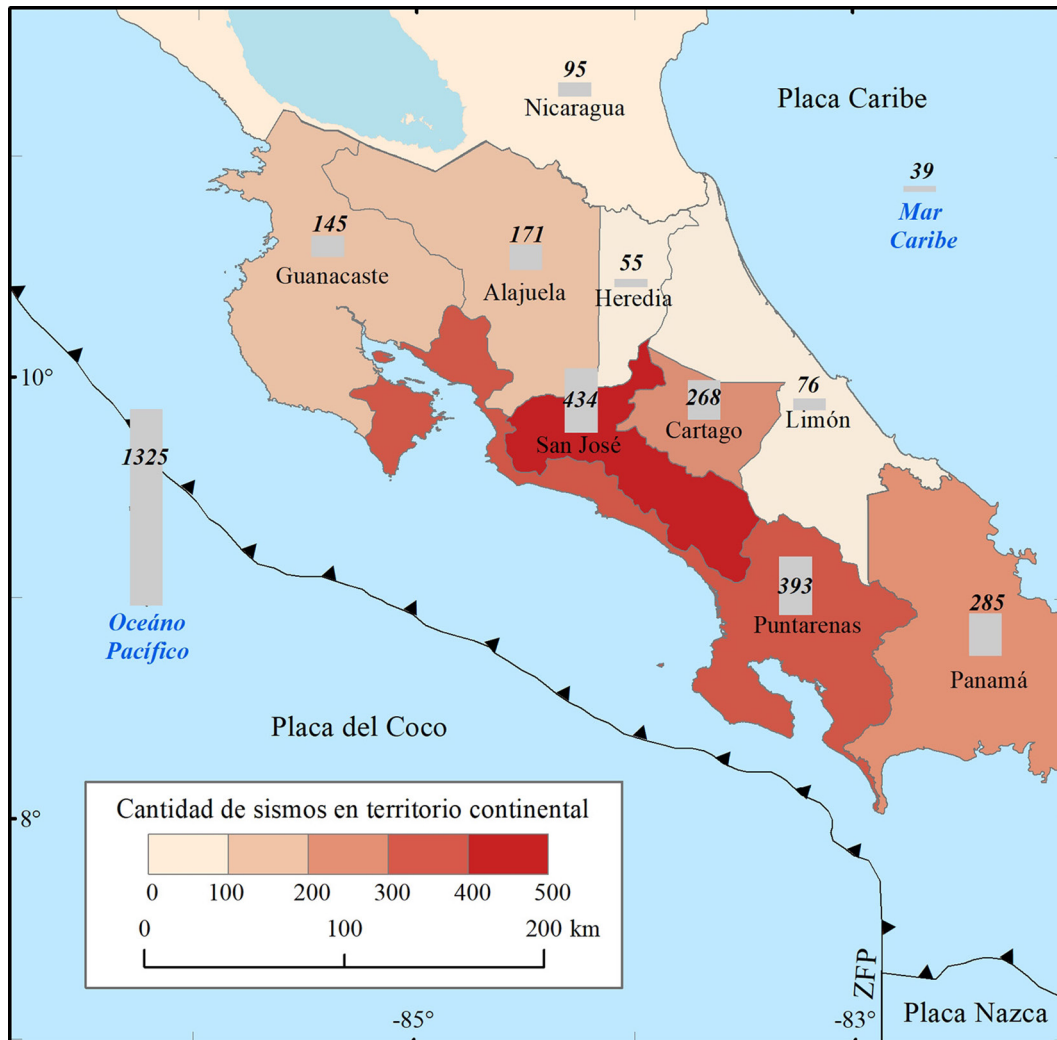 95
Nicaragua
Placa Caribe
39
Mar
Caribe
145
Guanacaste
171
Alajuela
55
Heredia
10°
434
San José
268
Cartago
76
Limón
1325
Oceáno
Pacífico
393
Puntarenas
285
Panamá
Placa del Coco
8°
Cantidad de sismos en territorio continental
0 100 200 300 400 500
0 100 200 km
ZFP
-85°
-83°
Placa Nazca